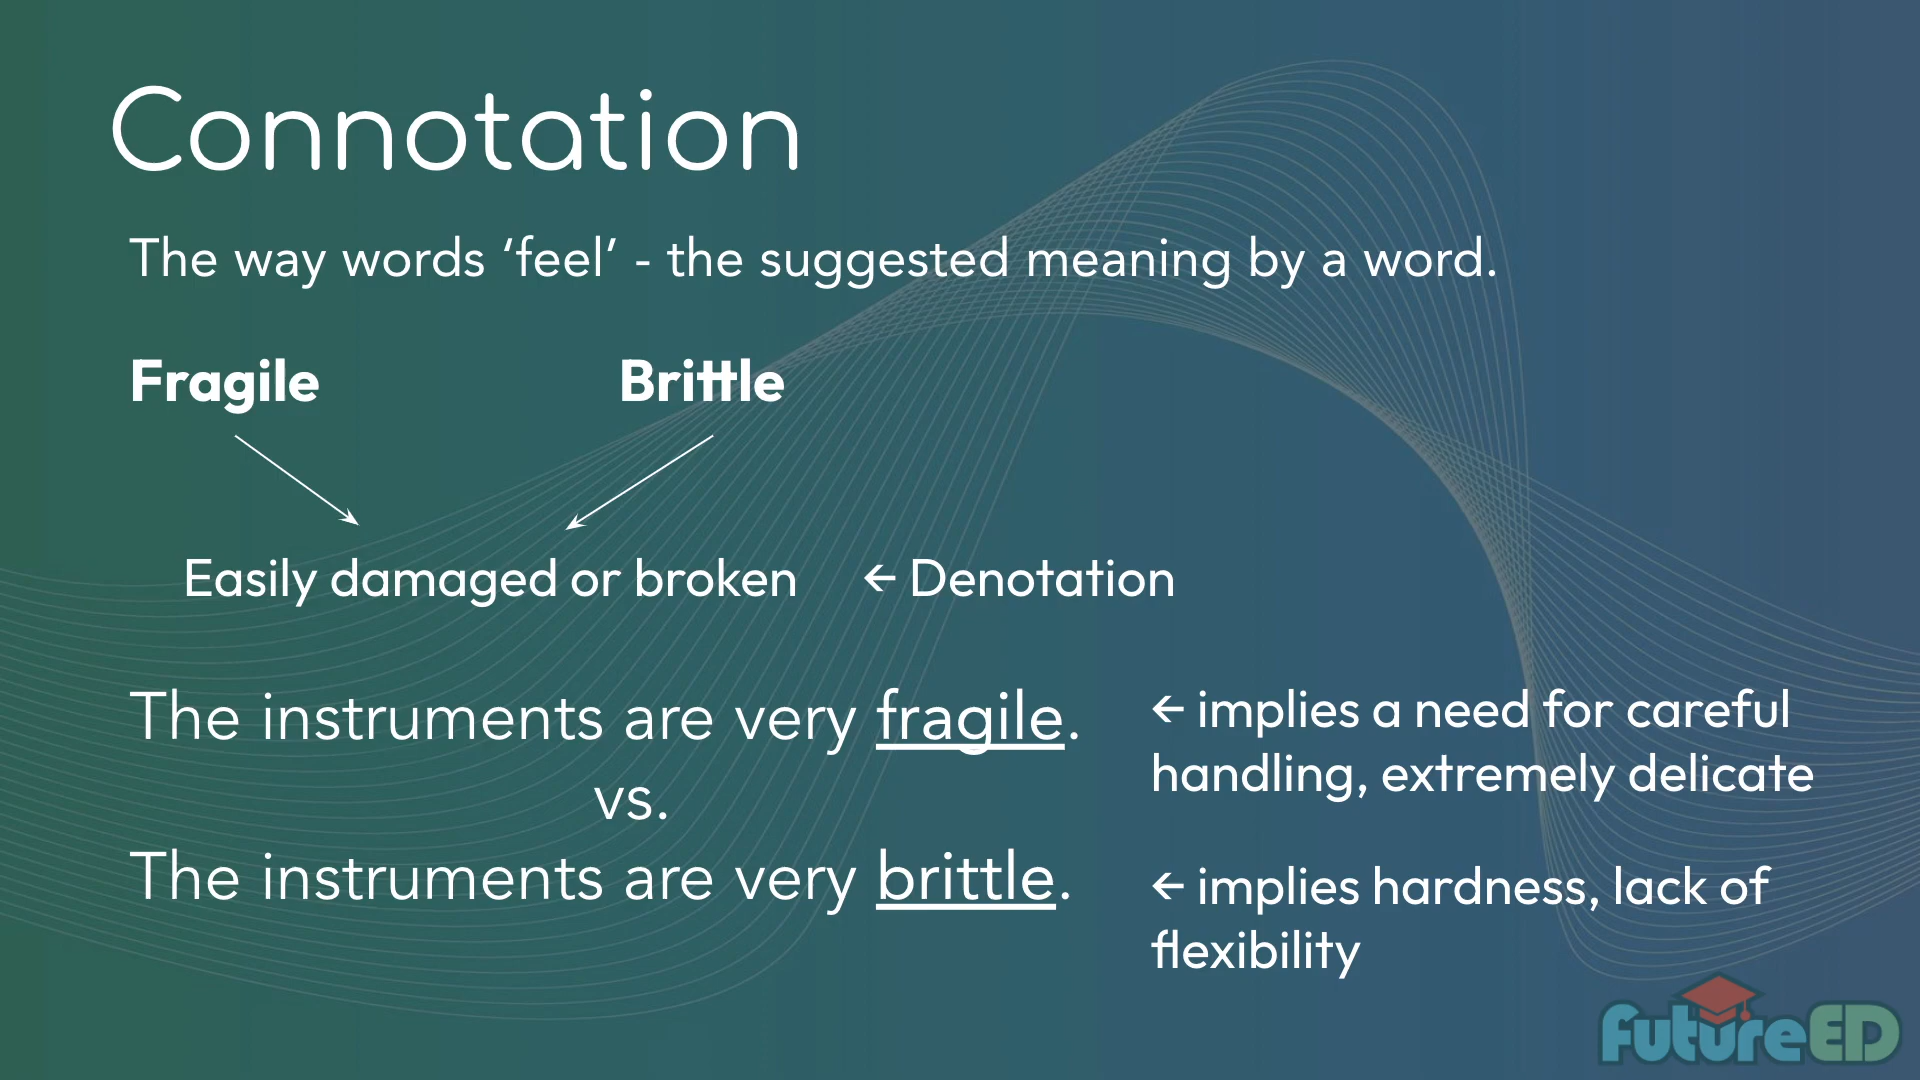 Connotation
The way words ‘feel’ - the suggested meaning by a word.
Fragile
Brittle
Easily damaged or broken
← Denotation
The instruments are very fragile.
← implies a need for careful
handling, extremely delicate
vs.
The instruments are very brittle.
← implies hardness, lack of
flexibility
futureED